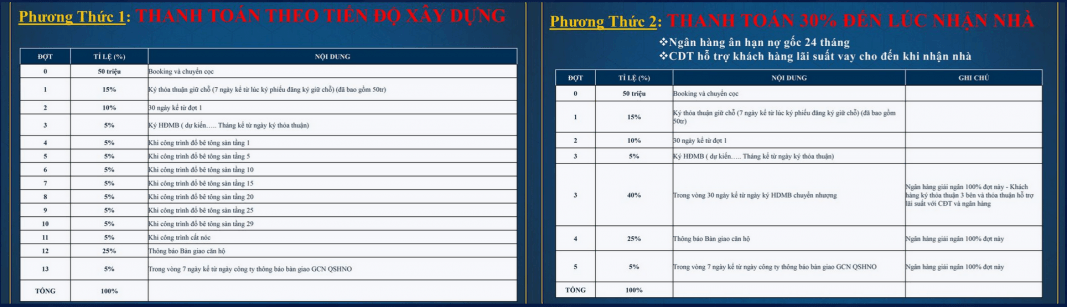 Phương Thức 1: THANH TOÁN THEO TIẾN ĐỘ XÂY DỰNG
ĐỢT TỈ LỆ (%) NỘI DUNG
0 50 triệu Booking và chuyển cọc
1 15% Ký thỏa thuận giữ chỗ (7 ngày kể từ lúc ký phiếu đăng ký giữ chỗ) (đã bao gồm 50tr)
2 10% 30 ngày kể từ đợt 1
3 5% Ký HĐMB ( dự kiến….. Tháng kể từ ngày ký thỏa thuận)
4 5% Khi công trình đổ bê tông sàn tầng 1
5 5% Khi công trình đổ bê tông sàn tầng 5
6 5% Khi công trình đổ bê tông sàn tầng 10
7 5% Khi công trình đổ bê tông sàn tầng 15
8 5% Khi công trình đổ bê tông sàn tầng 20
9 5% Khi công trình đổ bê tông sàn tầng 25
10 5% Khi công trình đổ bê tông sàn tầng 29
11 5% Khi công trình cất nóc
12 25% Thông báo Bàn giao căn hộ
13 5% Trong vòng 7 ngày kể từ ngày công ty thông báo bàn giao GCN QSHNO
TỔNG 100%
Phương Thức 2: THANH TOÁN 30% ĐẾN LÚC NHẬN NHÀ
❖Ngân hàng ân hạn nợ gốc 24 tháng
❖CDT hỗ trợ khách hàng lãi suất vay cho đến khi nhận nhà
ĐỢT TỈ LỆ (%) NỘI DUNG GHI CHÚ
0 50 triệu Booking và chuyển cọc
1 15% Ký thỏa thuận giữ chỗ (7 ngày kể từ lúc ký phiếu đăng ký giữ chỗ) (đã bao gồm
50tr)
2 10% 30 ngày kể từ đợt 1
3 5% Ký HĐMB ( dự kiến….. Tháng kể từ ngày ký thỏa thuận)
3 40% Trong vòng 30 ngày kể từ ngày ký HDMB chuyển nhượng Ngân hàng giải ngân 100% đợt này - Khách
hàng ký thỏa thuận 3 bên và thỏa thuận hỗ trợ
lãi suất với CĐT và ngân hàng
4 25% Thông báo Bàn giao căn hộ Ngân hàng giải ngân 100% đợt này
5 5% Trong vòng 7 ngày kể từ ngày công ty thông báo bàn giao GCN QSHNO Ngân hàng giải ngân 100% đợt này
TỔNG 100%